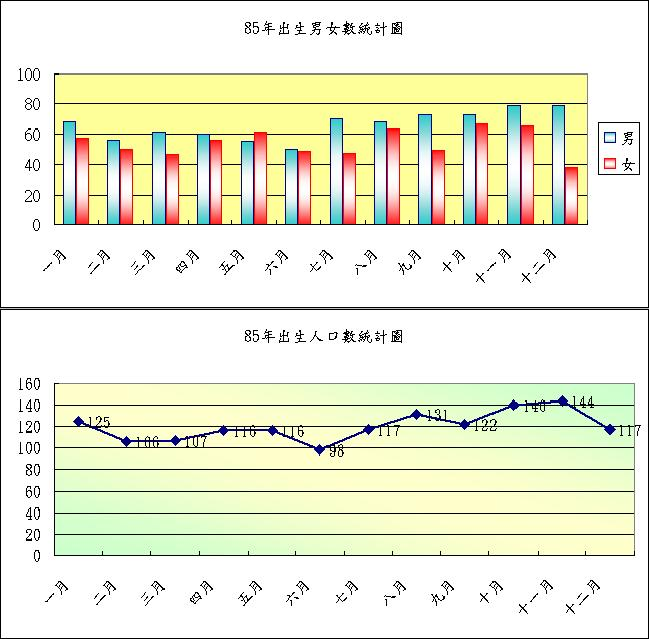 85年出生男女數統計圖
100
80
60
40
20
0
男
女
一月 二月 三月 四月 五月 六月 七月 八月 九月 十月 十一月 十二月
85年出生人口數統計圖
160
140
120
100
80
60
40
20
0
125 106 107 116 116 98 117 131 122 140 144 117
一月 二月 三月 四月 五月 六月 七月 八月 九月 十月 十一月 十二月